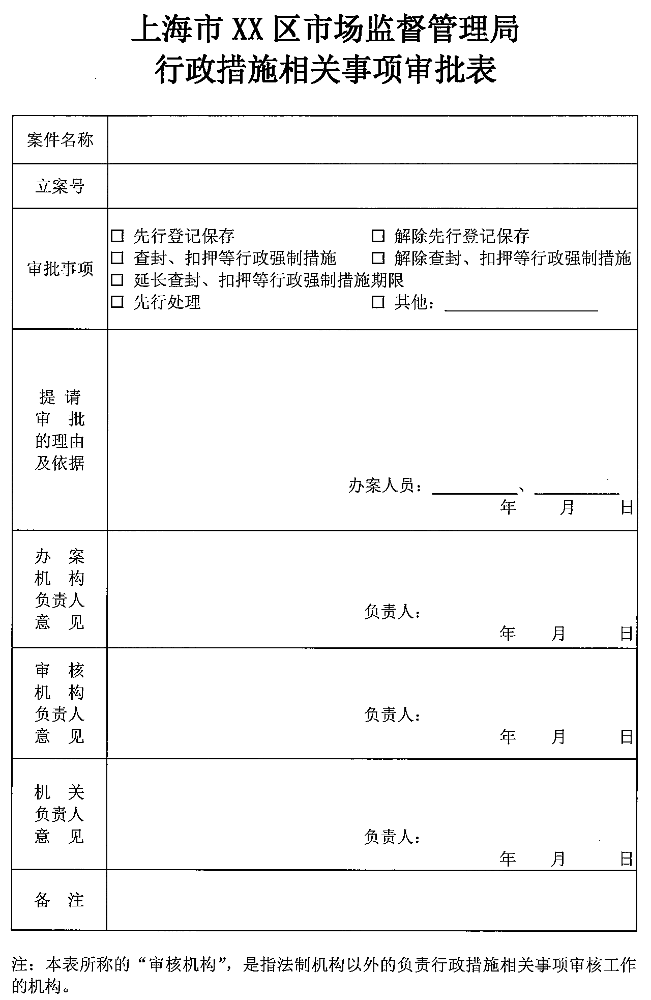 上海市 XX 区市场监督管理局
行政措施相关事项审批表
案件名称
立案号
审批事项
□ 先行登记保存 □ 解除先行登记保存
□ 查封、扣押等行政强制措施 □ 解除查封、扣押等行政强制措施
□ 延长查封、扣押等行政强制措施期限
□ 先行处理 □ 其他：
提 请
审 批
的理由
及依据
办案人员： 、
年 月 日
办 案
机 构
负责人
意 见
负责人：
年 月 日
审 核
机 构
负责人
意 见
负责人：
年 月 日
机 关
负责人
意 见
负责人：
年 月 日
备 注
注：本表所称的“审核机构”，是指法制机构以外的负责行政措施相关事项审核工作
的机构。